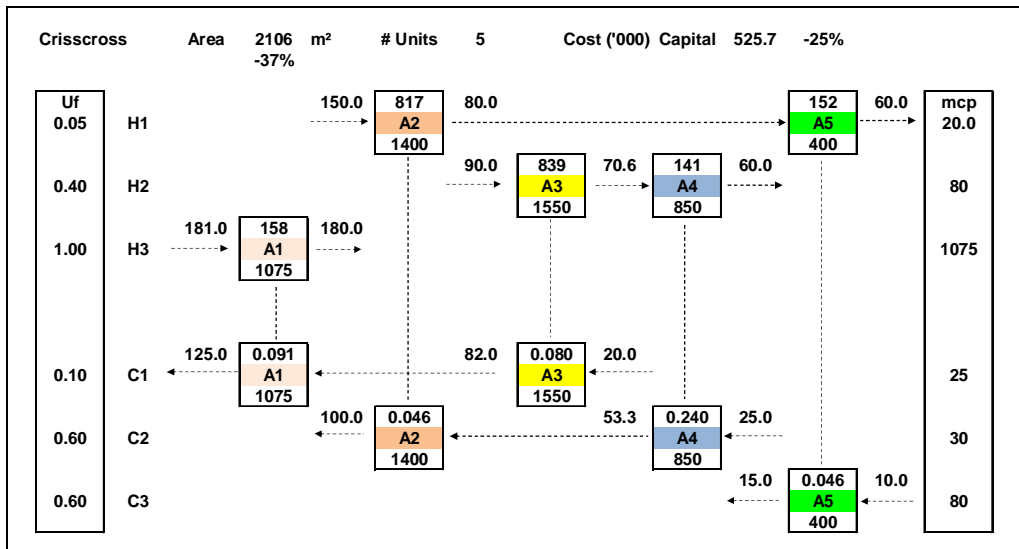 Crisscross Area 2106 m² # Units 5 Cost ('000) Capital 525.7 -25%
-37%
Uf 150.0 817 80.0 152 60.0 mcp
0.05 H1 A2 A5 20.0
1400 400
90.0 839 70.6 141 60.0
0.40 H2 A3 A4 80
1550 850
181.0 158 180.0
1.00 H3 A1 1075
1075
125.0 0.091 82.0 0.080 20.0
0.10 C1 A1 A3 25
1075 1550
100.0 0.046 53.3 0.240 25.0
0.60 C2 A2 A4 30
1400 850
15.0 0.046 10.0
0.60 C3 A5 80
400